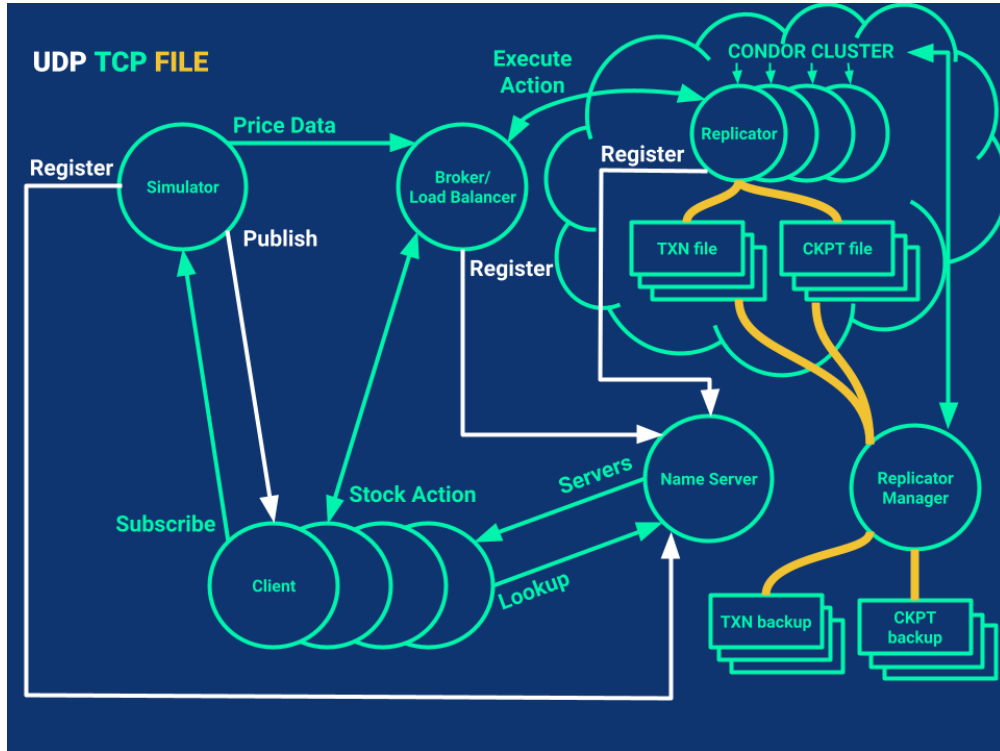 UDP TCP FILE
CONDOR CLUSTER
Execute
Action
Price Data
Replicator
Register
Register
Simulator
Broker/
Load Balancer
Publish
Register
TXN file
CKPT file
Stock Action
Servers
Name Server
Replicator
Manager
Subscribe
Client
Lookup
TXN backup
CKPT
backup